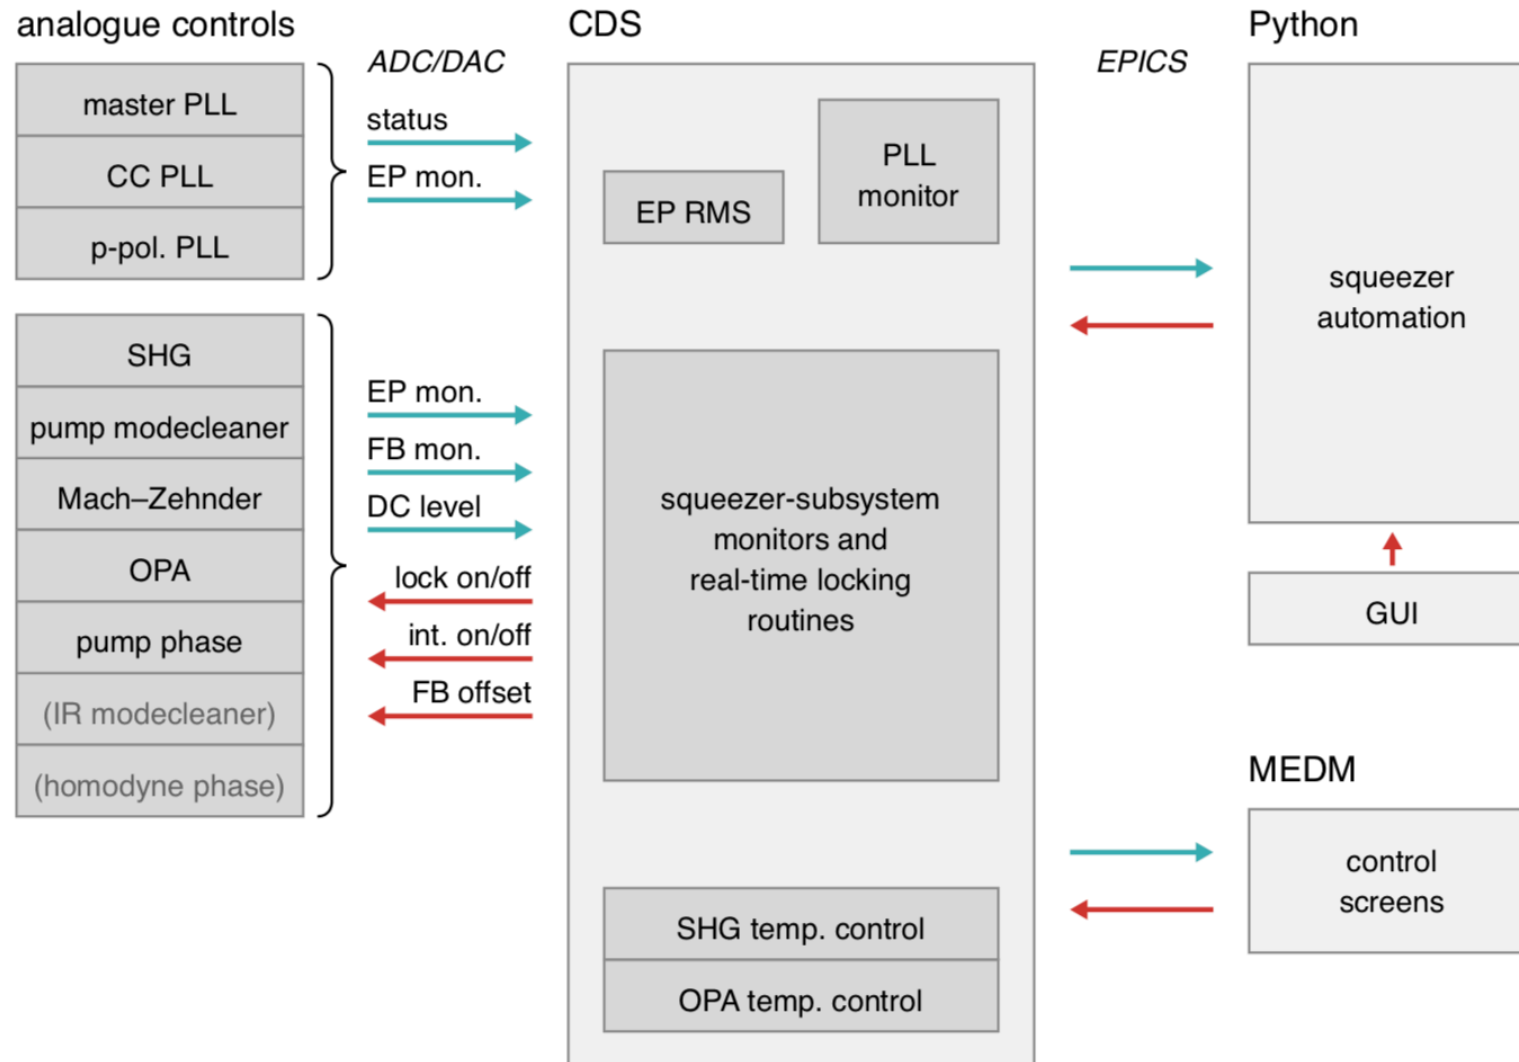 analogue controls
master PLL
CC PLL
p-pol. PLL
SHG
pump modecleaner
Mach–Zehnder
OPA
pump phase
(IR modecleaner)
(homodyne phase)
ADC/DAC
status
EP mon.
EP mon.
FB mon.
DC level
lock on/off
int. on/off
FB offset
CDS
EP RMS
PLL
monitor
squeezer-subsystem
monitors and
real-time locking
routines
SHG temp. control
OPA temp. control
EPICS
Python
squeezer
automation
GUI
MEDM
control
screens